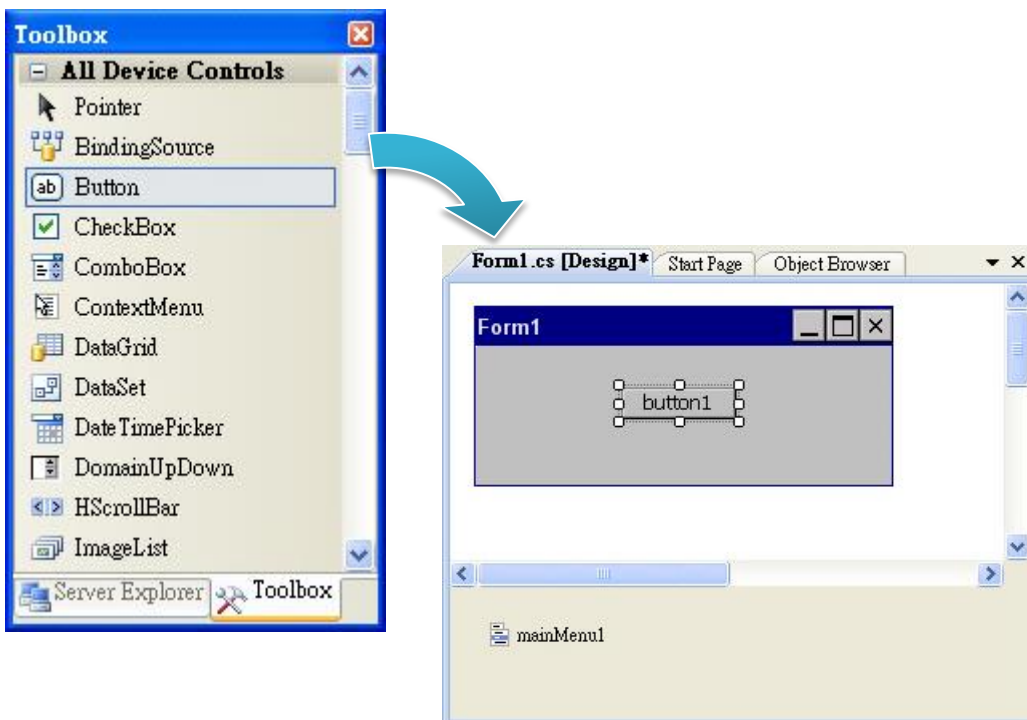 Toolbox
All Device Controls
Pointer
BindingSource
ab Button
CheckBox
ComboBox
ContextMenu
DataGrid
DataSet
DateTimePicker
DomainUpDown
HScrollBar
ImageList
Server Explorer Toolbox
Form1.cs [Design]* Start Page Object Browser
Form1
button1
mainMenu1